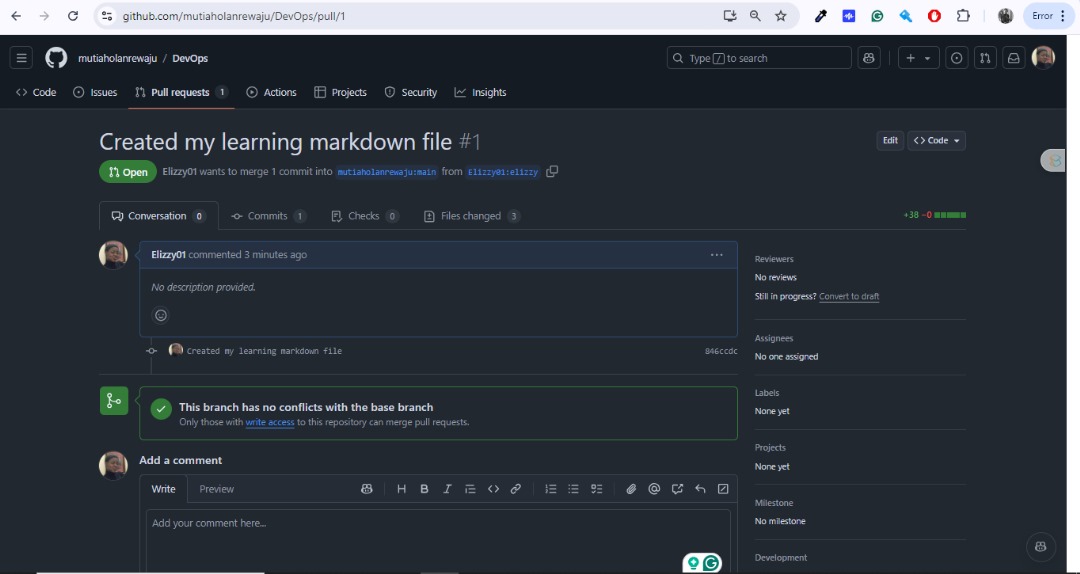 github.com/mutiaholanrewaju/DevOps/pull/1
Error
mutiaholanrewaju / DevOps
Type / to search
Code
Issues
Pull requests 1
Actions
Projects
Security
Insights
Created my learning markdown file #1
Edit
<> Code
Open
Elizzy01 wants to merge 1 commit into mutiaholanrewaju:main from Elizzy01:elizzy
Conversation 0
Commits 1
Checks 0
Files changed 3
+38 −0
Elizzy01 commented 3 minutes ago
No description provided.
Created my learning markdown file
846ccdc
This branch has no conflicts with the base branch
Only those with write access to this repository can merge pull requests.
Add a comment
Write
Preview
Add your comment here...
Reviewers
No reviews
Still in progress? Convert to draft
Assignees
No one assigned
Labels
None yet
Projects
None yet
Milestone
No milestone
Development